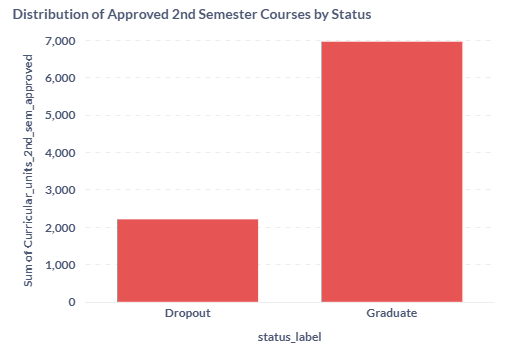 Distribution of Approved 2nd Semester Courses by Status
Sum of Curricular_units_2nd_sem_approved
7,000
6,000
5,000
4,000
3,000
2,000
1,000
0
Dropout Graduate
status_label